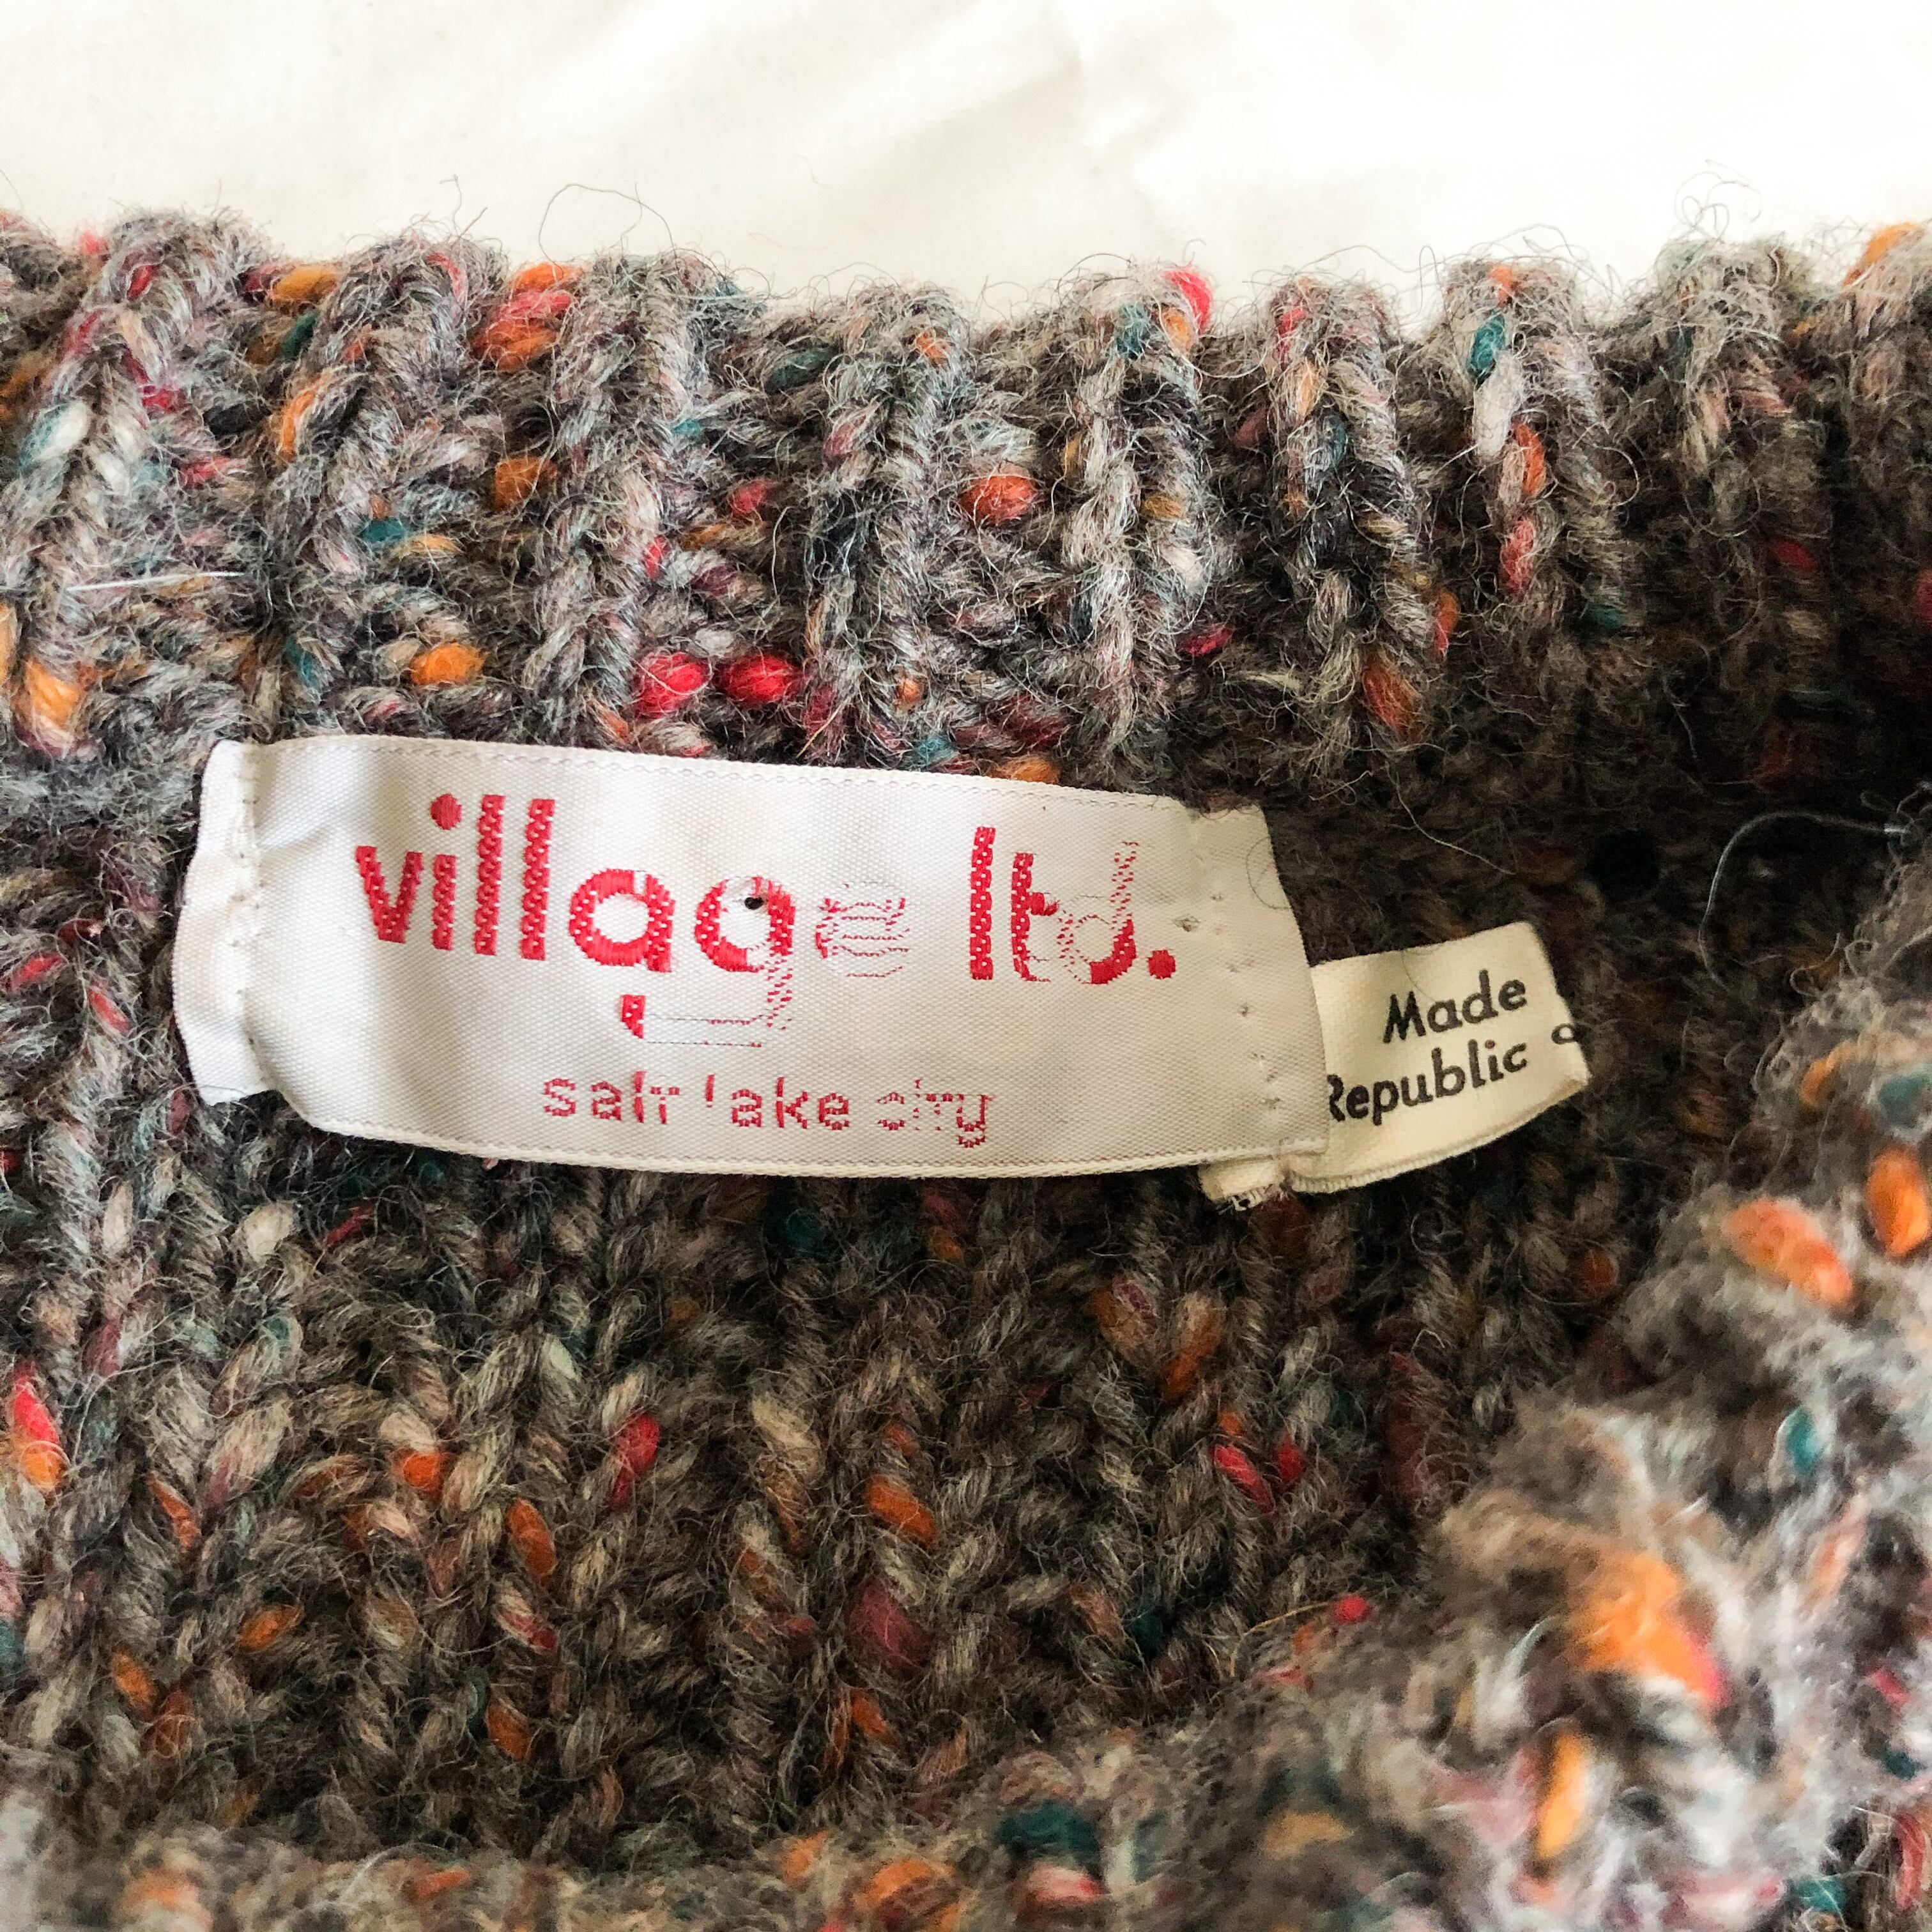 village ltd.
salt lake city
Made
Republic o